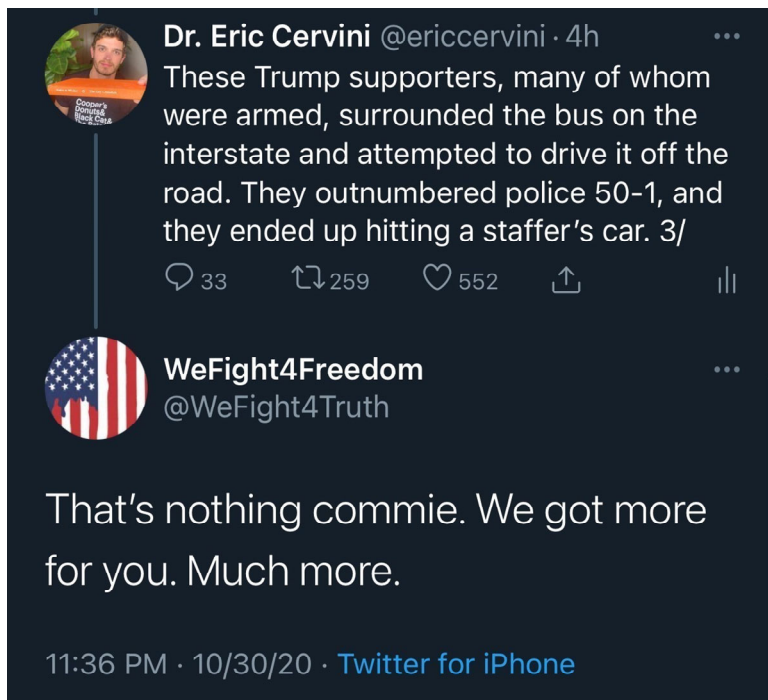 Dr. Eric Cervini @ericcervini · 4h
These Trump supporters, many of whom
were armed, surrounded the bus on the
interstate and attempted to drive it off the
road. They outnumbered police 50-1, and
they ended up hitting a staffer's car. 3/
33 259 552
WeFight4Freedom
@WeFight4Truth
That's nothing commie. We got more
for you. Much more.
11:36 PM · 10/30/20 · Twitter for iPhone